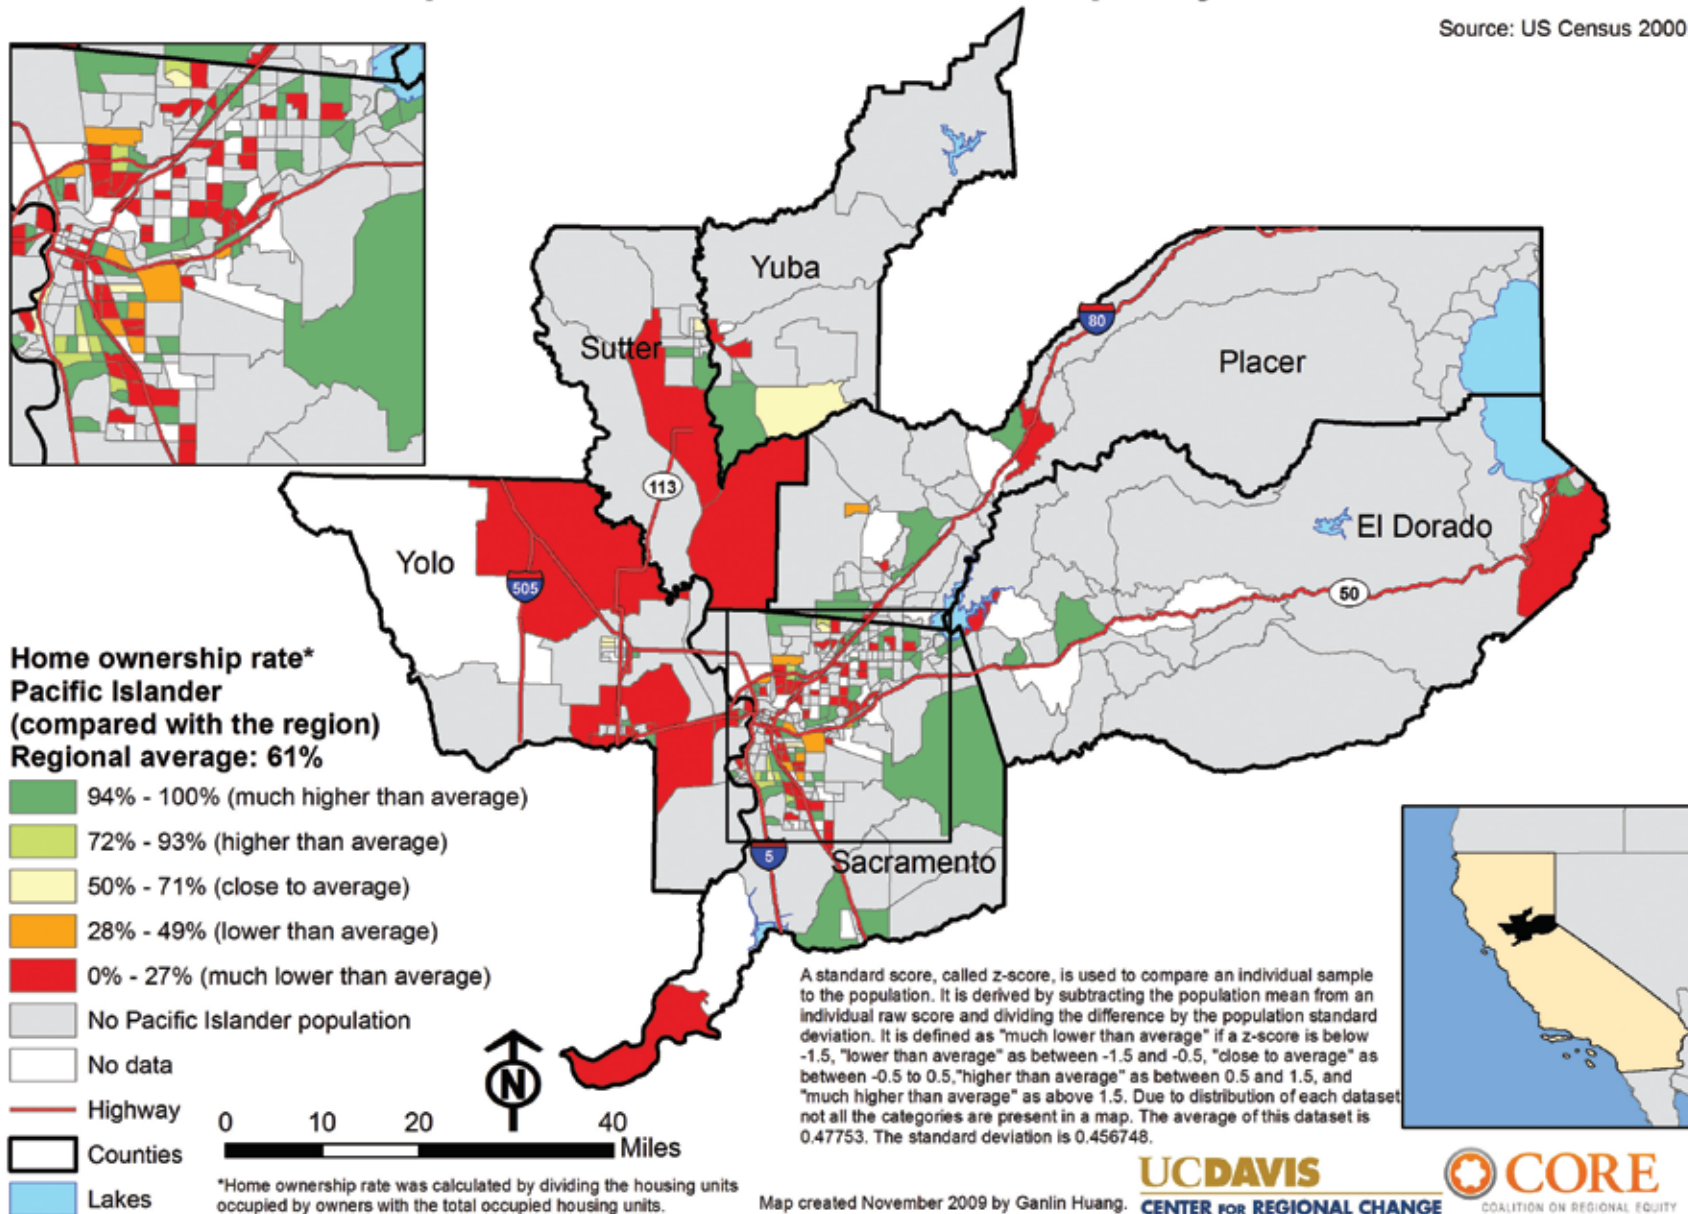 Source: US Census 2000
Yuba
Sutter
80
Placer
113
Yolo
505
El Dorado
50
5
Sacramento
Home ownership rate*
Pacific Islander
(compared with the region)
Regional average: 61%
94% - 100% (much higher than average)
72% - 93% (higher than average)
50% - 71% (close to average)
28% - 49% (lower than average)
0% - 27% (much lower than average)
No Pacific Islander population
No data
Highway
Counties
Lakes
N
0 10 20 40
Miles
*Home ownership rate was calculated by dividing the housing units
occupied by owners with the total occupied housing units.
A standard score, called z-score, is used to compare an individual sample
to the population. It is derived by subtracting the population mean from an
individual raw score and dividing the difference by the population standard
deviation. It is defined as "much lower than average" if a z-score is below
-1.5, "lower than average" as between -1.5 and -0.5, "close to average" as
between -0.5 to 0.5,"higher than average" as between 0.5 and 1.5, and
"much higher than average" as above 1.5. Due to distribution of each dataset
not all the categories are present in a map. The average of this dataset is
0.47753. The standard deviation is 0.456748.
Map created November 2009 by Ganlin Huang.
UCDAVIS
CENTER FOR REGIONAL CHANGE
CORE
COALITION ON REGIONAL EQUITY